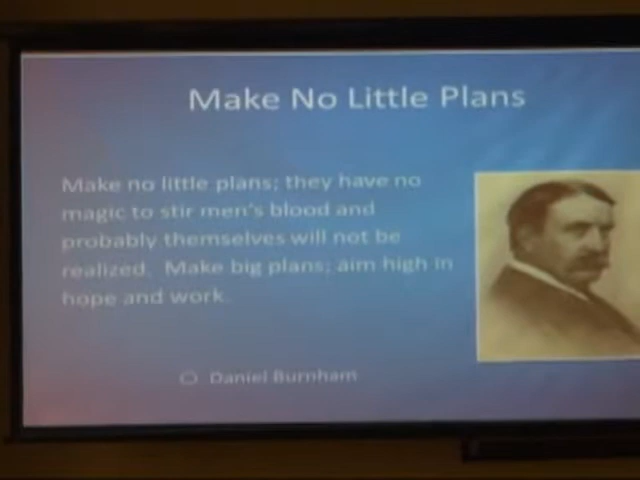 Make No Little Plans
Make no little plans; they have no
magic to stir men's blood and
probably themselves will not be
realized. Make big plans; aim high in
hope and work.
Daniel Burnham